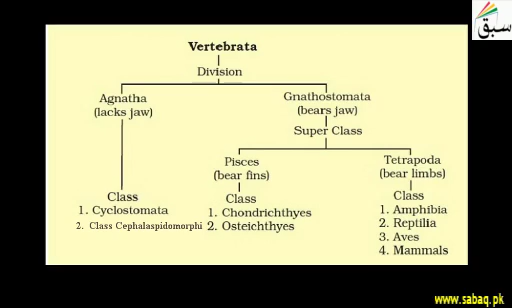 سبق
Vertebrata
Division
Agnatha
(lacks jaw)
Gnathostomata
(bears jaw)
Super Class
Pisces
(bear fins)
Tetrapoda
(bear limbs)
Class
1. Cyclostomata
2. Class Cephalaspidomorphi
Class
1. Chondrichthyes
2. Osteichthyes
Class
1. Amphibia
2. Reptilia
3. Aves
4. Mammals
www.sabaq.pk